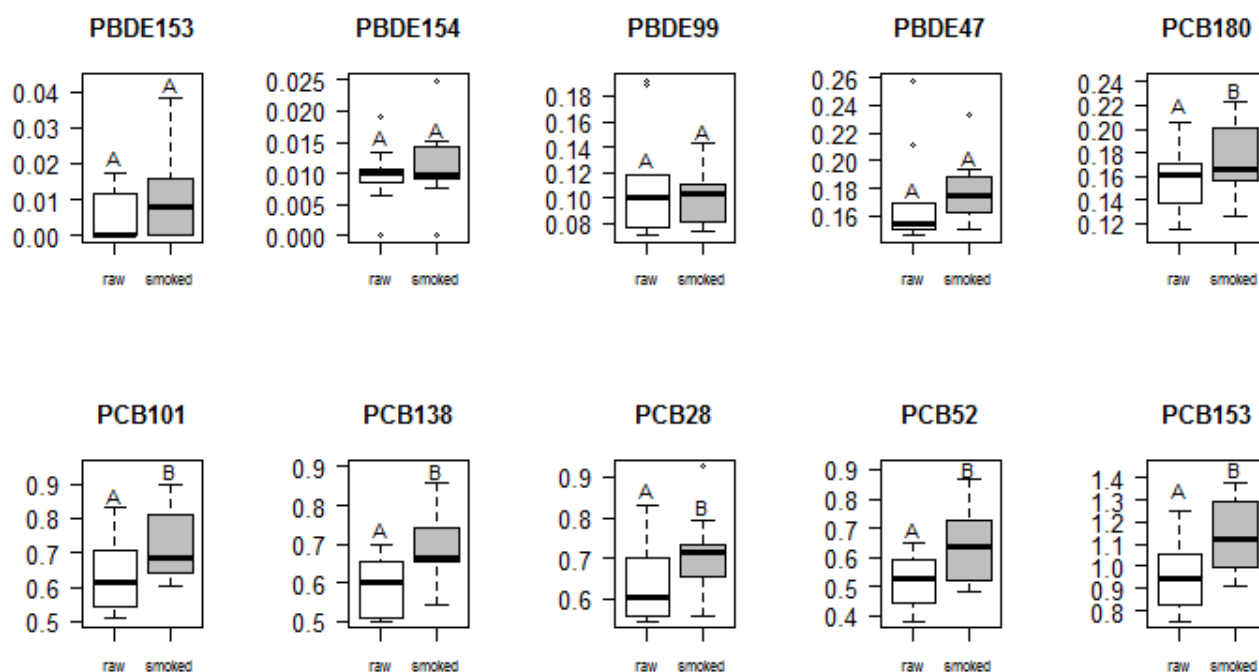 PBDE153 PBDE154 PBDE99 PBDE47 PCB180
0.04 0.03 0.02 0.01 0.00 A A
raw smoked
0.025 0.020 0.015 0.010 0.005 0.000 A A
raw smoked
0.18 0.16 0.14 0.12 0.10 0.08 A A
raw smoked
0.26 0.24 0.22 0.20 0.18 0.16 A A
raw smoked
0.24 0.22 0.20 0.18 0.16 0.14 0.12 A B
raw smoked
PCB101 PCB138 PCB28 PCB52 PCB153
0.9 0.8 0.7 0.6 0.5 A B
raw smoked
0.9 0.8 0.7 0.6 0.5 A B
raw smoked
0.9 0.8 0.7 0.6 A B
raw smoked
0.9 0.8 0.7 0.6 0.5 0.4 A B
raw smoked
1.4 1.3 1.2 1.1 1.0 0.9 0.8 A B
raw smoked